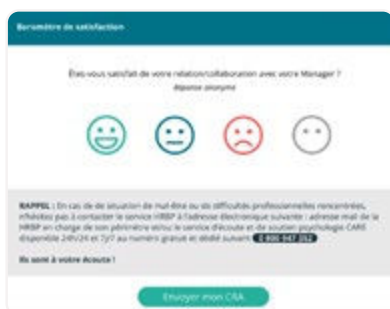 Baromètre de satisfaction
Êtes-vous satisfait de votre relation/collaboration avec votre Manager ?
Réponse anonyme
RAPPEL : En cas de de situation de mal-être ou de difficultés professionnelles rencontrées,
n'hésitez pas à contacter le service HRBP à l'adresse électronique suivante : adresse mail de la
HRBP en charge de son périmètre et/ou le service d'écoute et de soutien psychologie CARE
disponible 24h/24 et 7j/7 au numéro gratuit et dédié suivant 0 800 947 352
Ils sont à votre écoute !
Envoyer mon CRA